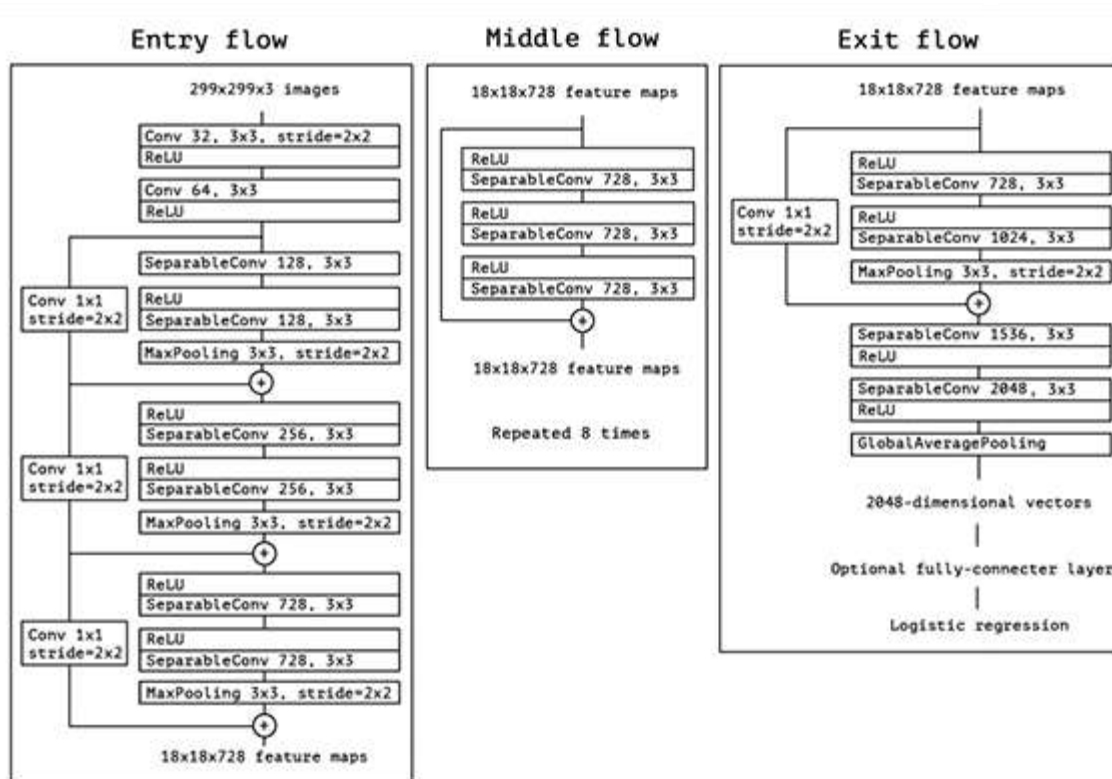 Entry flow
299x299x3 images
Conv 32, 3x3, stride=2x2
ReLU
Conv 64, 3x3
ReLU
SeparableConv 128, 3x3
Conv 1x1
stride=2x2
ReLU
SeparableConv 128, 3x3
MaxPooling 3x3, stride=2x2
+
ReLU
SeparableConv 256, 3x3
Conv 1x1
stride=2x2
ReLU
SeparableConv 256, 3x3
MaxPooling 3x3, stride=2x2
+
ReLU
SeparableConv 728, 3x3
Conv 1x1
stride=2x2
ReLU
SeparableConv 728, 3x3
MaxPooling 3x3, stride=2x2
+
18x18x728 feature maps
Middle flow
18x18x728 feature maps
ReLU
SeparableConv 728, 3x3
ReLU
SeparableConv 728, 3x3
ReLU
SeparableConv 728, 3x3
+
18x18x728 feature maps
Repeated 8 times
Exit flow
18x18x728 feature maps
ReLU
SeparableConv 728, 3x3
Conv 1x1
stride=2x2
ReLU
SeparableConv 1024, 3x3
MaxPooling 3x3, stride=2x2
+
SeparableConv 1536, 3x3
ReLU
SeparableConv 2048, 3x3
ReLU
GlobalAveragePooling
2048-dimensional vectors
Optional fully-connecter layer
Logistic regression